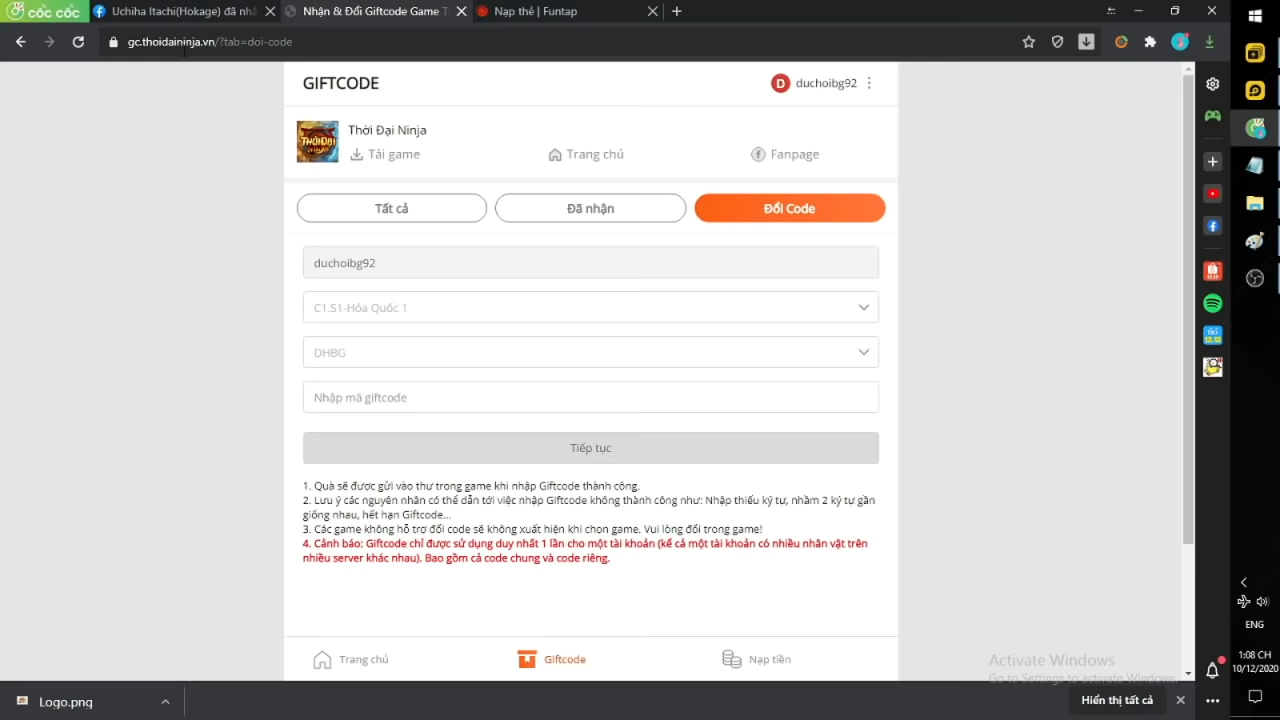 cốc cốc
Uchiha Itachi(Hokage) đã nhắ
Nhận & Đổi Giftcode Game T
Nạp thẻ | Funtap
gc.thoidaininja.vn/?tab=doi-code
GIFTCODE
D duchoibg92
THỜI ĐẠI
Thời Đại Ninja
Tải game
Trang chủ
Fanpage
Tất cả
Đã nhận
Đổi Code
duchoibg92
C1.S1-Hỏa Quốc 1
DHBG
Nhập mã giftcode
Tiếp tục
1. Quà sẽ được gửi vào thư trong game khi nhập Giftcode thành công.
2. Lưu ý các nguyên nhân có thể dẫn tới việc nhập Giftcode không thành công như: Nhập thiếu ký tự, nhầm 2 ký tự gần
giống nhau, hết hạn Giftcode...
3. Các game không hỗ trợ đổi code sẽ không xuất hiện khi chọn game. Vui lòng đổi trong game!
4. Cảnh báo: Giftcode chỉ được sử dụng duy nhất 1 lần cho một tài khoản (kể cả một tài khoản có nhiều nhân vật trên
nhiều server khác nhau). Bao gồm cả code chung và code riêng.
Trang chủ
Giftcode
Nạp tiền
Activate Windows
Go to Settings to activate Windows.
ENG
1:08 CH
10/12/2020
Logo.png
Hiển thị tất cả